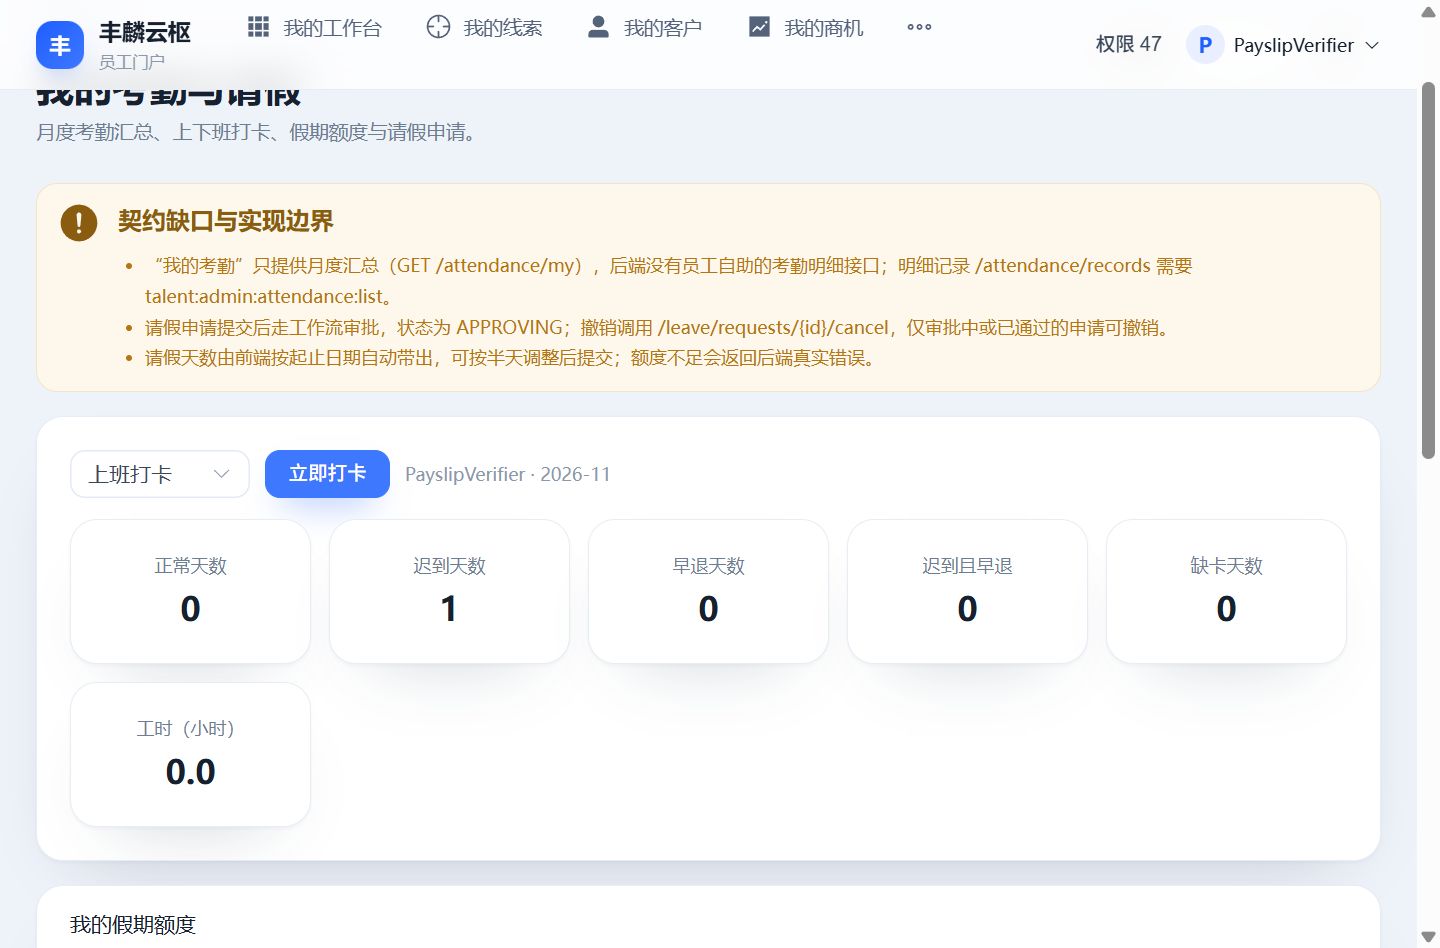 丰
丰麟云枢
员工门户
我的工作台
我的线索
我的客户
我的商机
权限 47
P
PayslipVerifier
我的考勤与请假
月度考勤汇总、上下班打卡、假期额度与请假申请。
契约缺口与实现边界
“我的考勤”只提供月度汇总（GET /attendance/my），后端没有员工自助的考勤明细接口；明细记录 /attendance/records 需要
talent:admin:attendance:list。
请假申请提交后走工作流审批，状态为 APPROVING；撤销调用 /leave/requests/{id}/cancel，仅审批中或已通过的申请可撤销。
请假天数由前端按起止日期自动带出，可按半天调整后提交；额度不足会返回后端真实错误。
上班打卡
立即打卡
PayslipVerifier · 2026-11
正常天数
0
迟到天数
1
早退天数
0
迟到且早退
0
缺卡天数
0
工时（小时）
0.0
我的假期额度